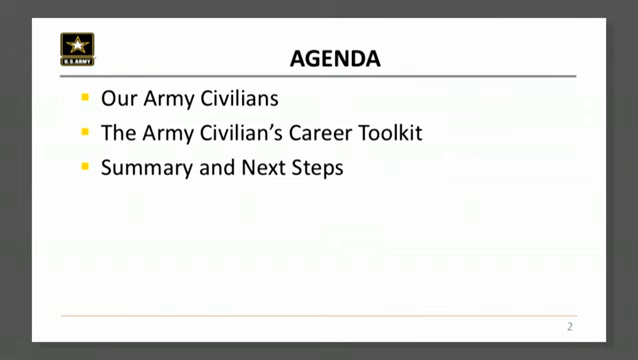 U.S.ARMY
AGENDA
Our Army Civilians
The Army Civilian's Career Toolkit
Summary and Next Steps
2